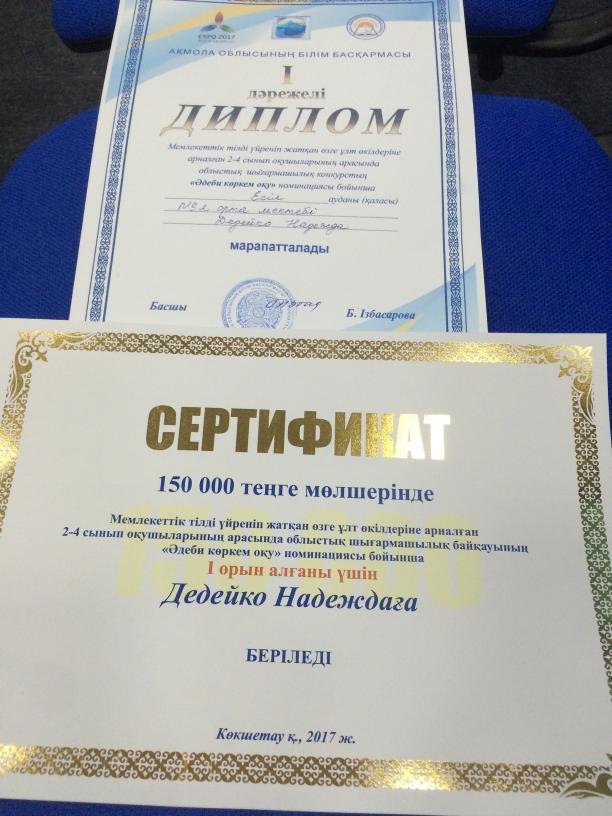 EXPO 2017
АҚМОЛА ОБЛЫСЫНЫҢ БІЛІМ БАСҚАРМАСЫ
I
дәрежелі
ДИПЛОМ
Мемлекеттік тілді үйреніп жатқан өзге ұлт өкілдеріне
арналған 2-4 сынып оқушыларының арасында
облыстық шығармашылық конкурстың
«Әдеби көркем оқу» номинациясы бойынша
Есіл ауданы (қаласы)
№2 орта мектебі
Дедейко Надежда
марапатталады
Басшы Б. Ізбасарова
СЕРТИФИКАТ
150 000 теңге мөлшерінде
Мемлекеттік тілді үйреніп жатқан өзге ұлт өкілдеріне арналған
2-4 сынып оқушыларының арасында облыстық шығармашылық байқауының
«Әдеби көркем оқу» номинациясы бойынша
I орын алғаны үшін
Дедейко Надеждаға
БЕРІЛЕДІ
Көкшетау қ., 2017 ж.